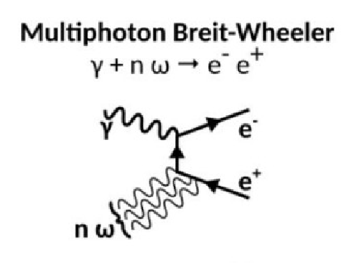 Multiphoton Breit-Wheeler
γ + n ω → e⁻ e⁺
γ
e⁻
e⁺
n ω